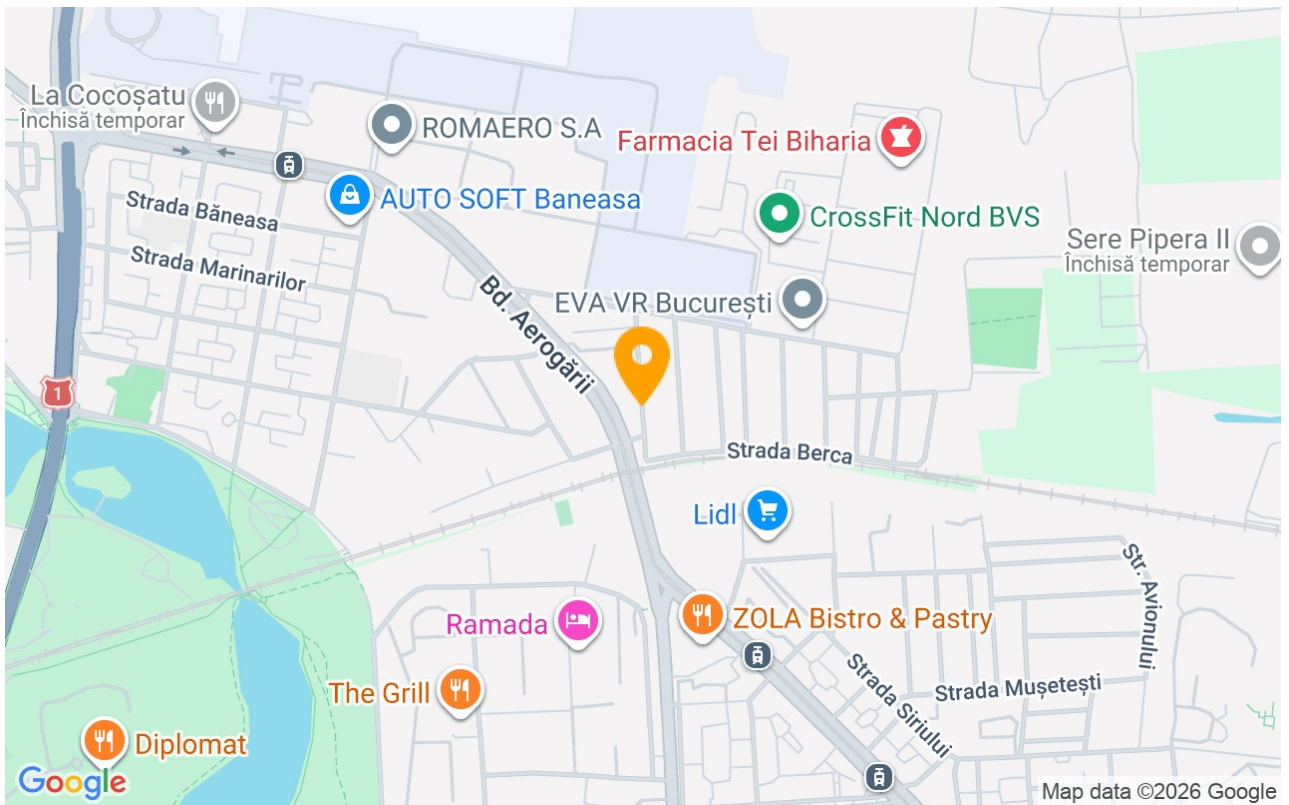 La Cocoșatu
Închisă temporar
ROMAERO S.A
Farmacia Tei Biharia
AUTO SOFT Baneasa
Strada Băneasa
CrossFit Nord BVS
Sere Pipera II
Închisă temporar
Strada Marinarilor
Bd. Aerogării
EVA VR București
1
Strada Berca
Lidl
Str. Avionului
Ramada
ZOLA Bistro & Pastry
The Grill
Strada Siriului
Strada Mușetești
Diplomat
Google
Map data ©2026 Google